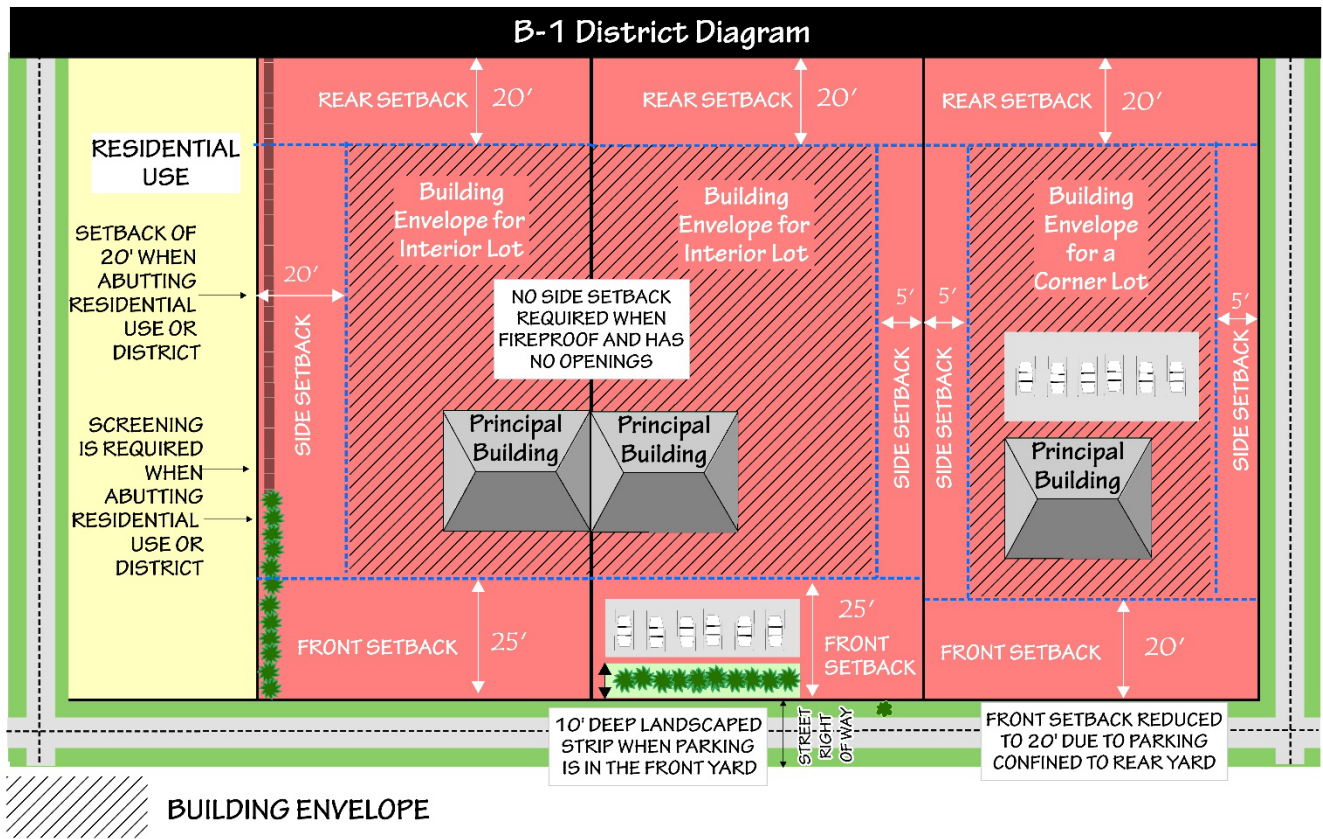 B-1 District Diagram
REAR SETBACK 20'
REAR SETBACK 20'
REAR SETBACK 20'
RESIDENTIAL
USE
Building
Envelope for
Interior Lot
Building
Envelope for
Interior Lot
Building
Envelope
for a
Corner Lot
SETBACK OF
20' WHEN
ABUTTING
RESIDENTIAL
USE OR
DISTRICT
20'
SIDE SETBACK
NO SIDE SETBACK
REQUIRED WHEN
FIREPROOF AND HAS
NO OPENINGS
5'
SIDE SETBACK
5'
SIDE SETBACK
5'
SIDE SETBACK
SCREENING
IS REQUIRED
WHEN
ABUTTING
RESIDENTIAL
USE OR
DISTRICT
Principal
Building
Principal
Building
Principal
Building
FRONT SETBACK 25'
25'
FRONT
SETBACK
FRONT SETBACK 20'
10' DEEP LANDSCAPED
STRIP WHEN PARKING
IS IN THE FRONT YARD
STREET
RIGHT
OF WAY
FRONT SETBACK REDUCED
TO 20' DUE TO PARKING
CONFINED TO REAR YARD
BUILDING ENVELOPE